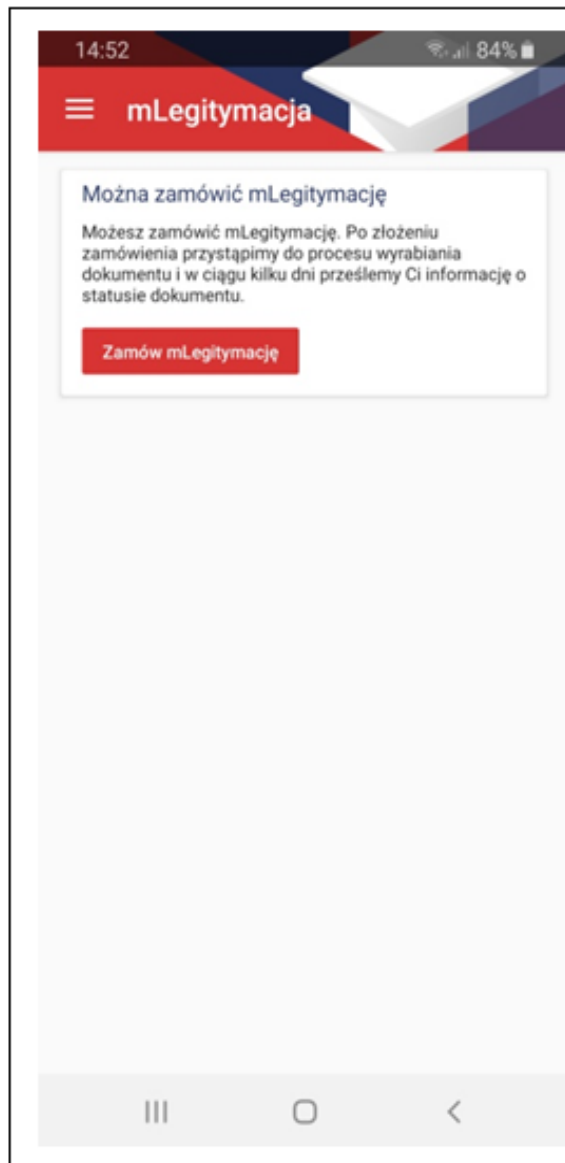 14:52 84%
mLegitymacja
Można zamówić mLegitymację
Możesz zamówić mLegitymację. Po złożeniu
zamówienia przystąpimy do procesu wyrabiania
dokumentu i w ciągu kilku dni prześlemy Ci informację o
statusie dokumentu.
Zamów mLegitymację